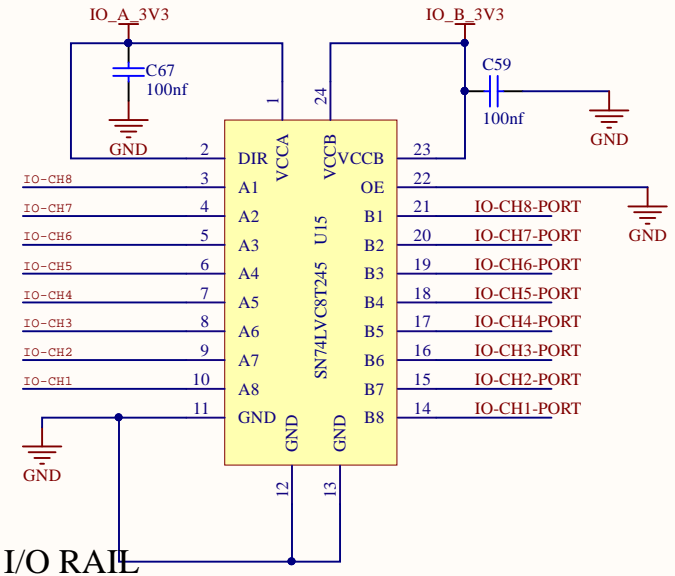 IO_A_3V3 IO_B_3V3
C67
100nf
C59
100nf
GND
GND
1
24
2 DIR VCCA VCCB VCCB 23
IO-CH8 3 A1 OE 22
IO-CH7 4 A2 B1 21 IO-CH8-PORT
IO-CH6 5 A3 B2 20 IO-CH7-PORT
IO-CH5 6 A4 B3 19 IO-CH6-PORT
IO-CH4 7 A5 B4 18 IO-CH5-PORT
IO-CH3 8 A6 B5 17 IO-CH4-PORT
IO-CH2 9 A7 B6 16 IO-CH3-PORT
IO-CH1 10 A8 B7 15 IO-CH2-PORT
11 GND B8 14 IO-CH1-PORT
U15
SN74LVC8T245
GND
GND
GND
GND
12
13
I/O RAIL